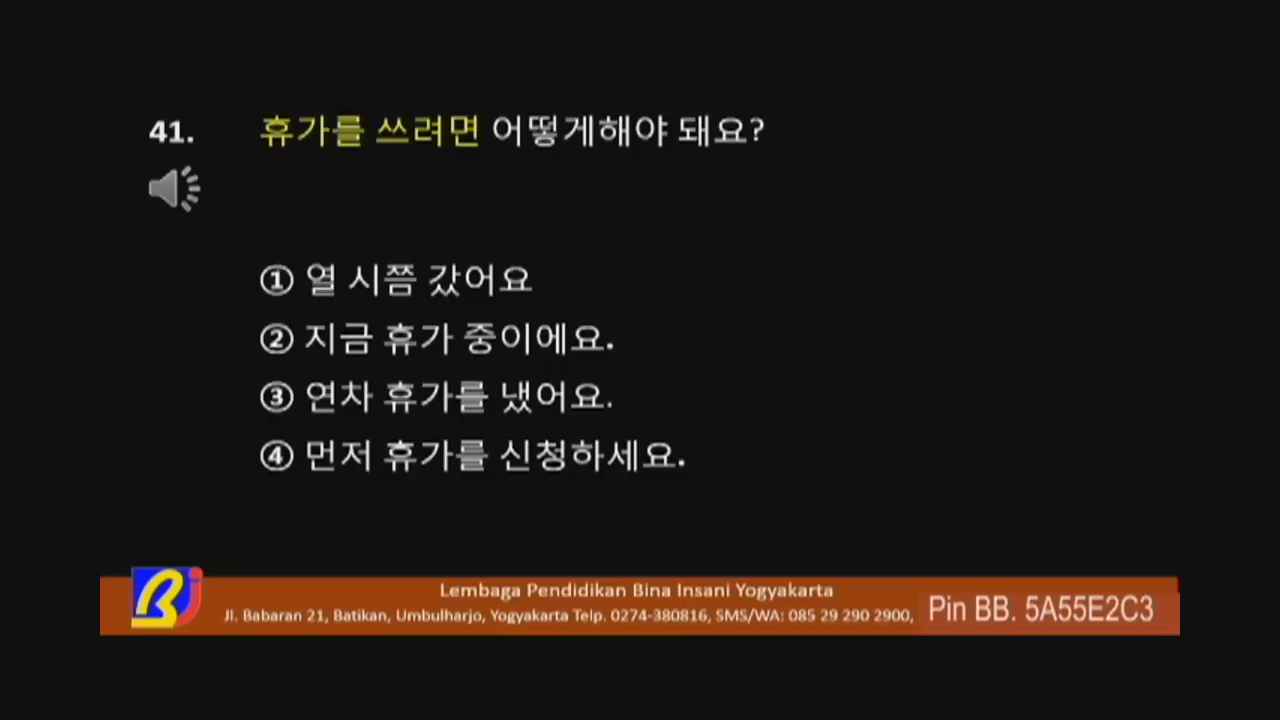 41. 휴가를 쓰려면 어떻게해야 돼요?
① 열 시쯤 갔어요
② 지금 휴가 중이에요.
③ 연차 휴가를 냈어요.
④ 먼저 휴가를 신청하세요.
Lembaga Pendidikan Bina Insani Yogyakarta
Jl. Babaran 21, Batikan, Umbulharjo, Yogyakarta Telp. 0274-380816, SMS/WA: 085 29 290 2900, Pin BB. 5A55E2C3